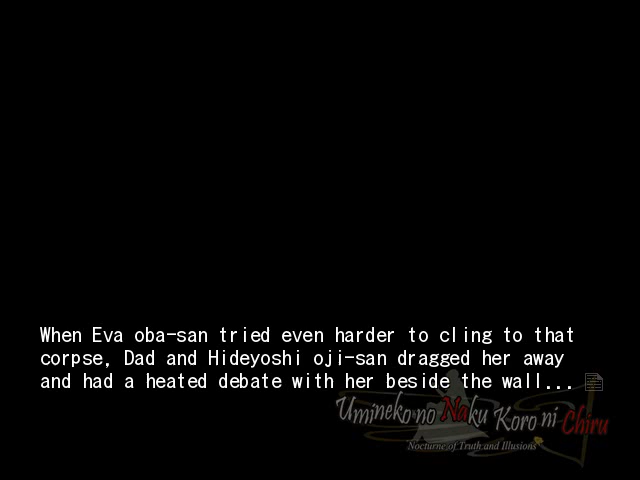 When Eva oba-san tried even harder to cling to that
corpse, Dad and Hideyoshi oji-san dragged her away
and had a heated debate with her beside the wall...
Umineko no Naku Koro ni Chiru
Nocturne of Truth and Illusions